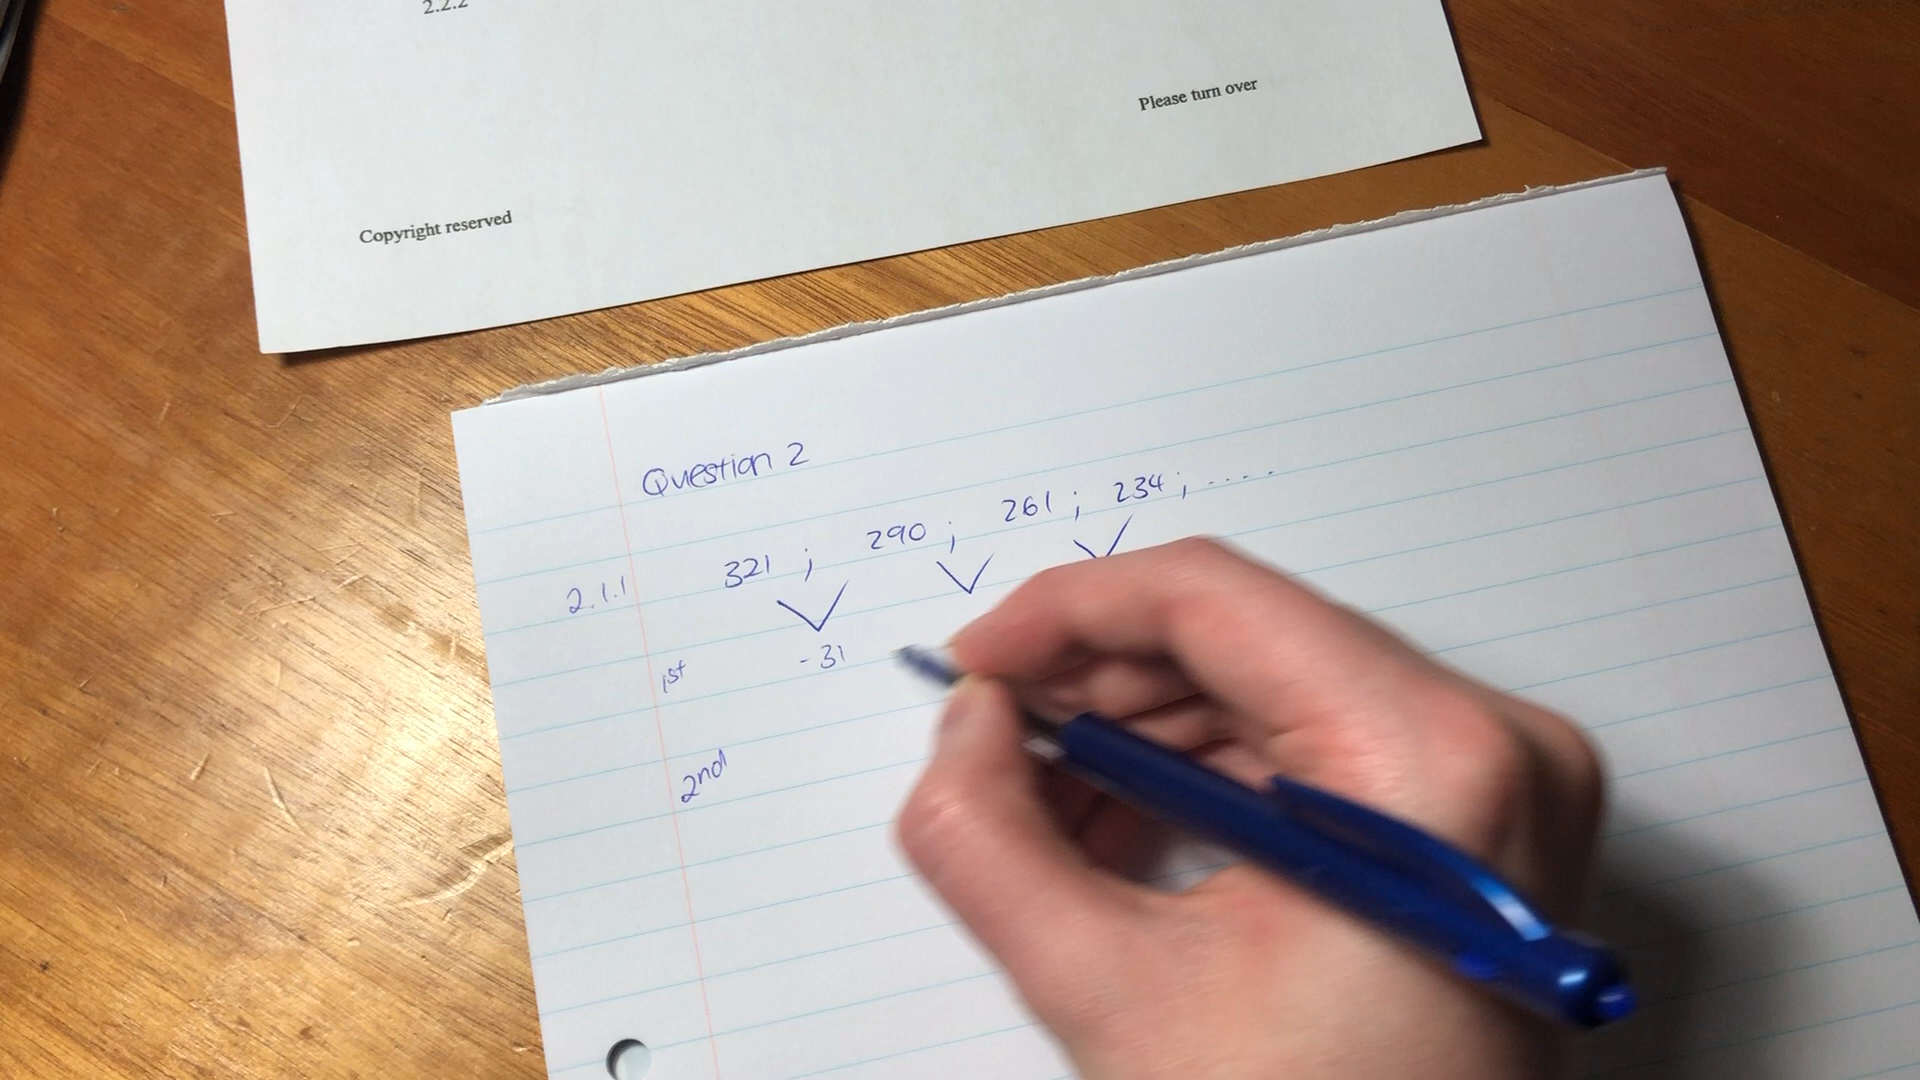 2.2.2
Please turn over
Copyright reserved
Question 2
2.1.1 321 ; 290 ; 261 ; 234 ; .....
1st -31
2nd